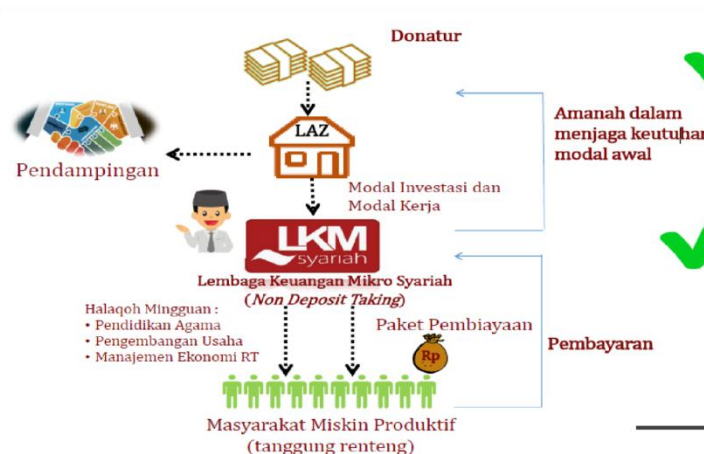 Donatur
LAZ
Amanah dalam
menjaga keutuhan
modal awal
Pendampingan
Modal Investasi dan
Modal Kerja
LKM
syariah
Lembaga Keuangan Mikro Syariah
(Non Deposit Taking)
Halaqoh Mingguan :
• Pendidikan Agama
• Pengembangan Usaha
• Manajemen Ekonomi RT
Paket Pembiayaan
Rp
Pembayaran
Masyarakat Miskin Produktif
(tanggung renteng)